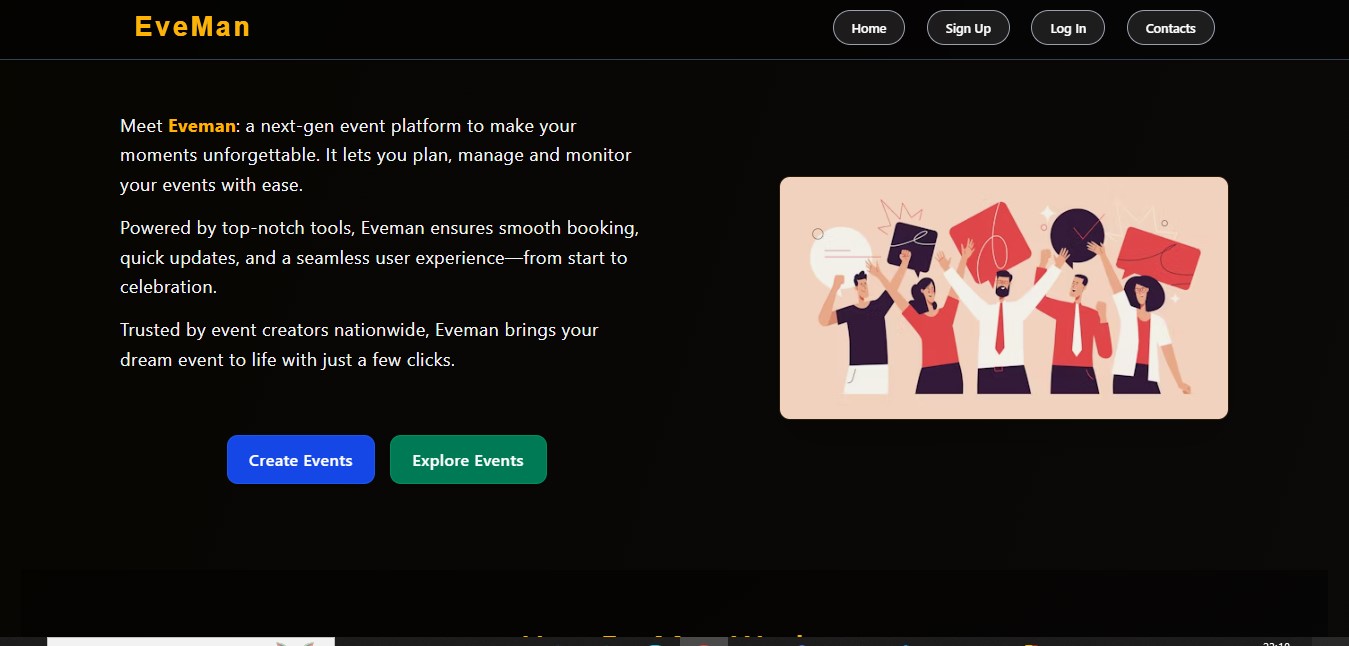 EveMan
Home
Sign Up
Log In
Contacts
Meet Eveman: a next-gen event platform to make your
moments unforgettable. It lets you plan, manage and monitor
your events with ease.
Powered by top-notch tools, Eveman ensures smooth booking,
quick updates, and a seamless user experience—from start to
celebration.
Trusted by event creators nationwide, Eveman brings your
dream event to life with just a few clicks.
Create Events
Explore Events